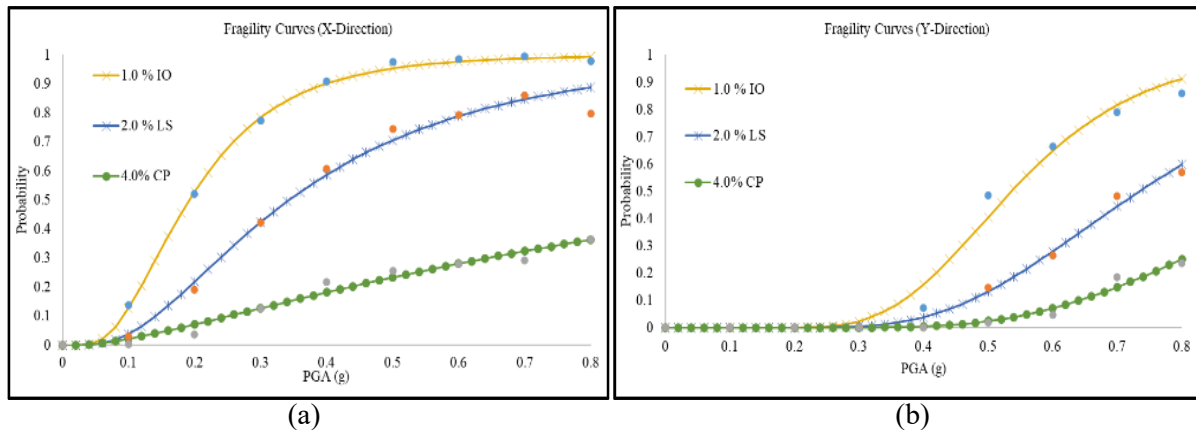 Fragility Curves (X-Direction)
1
0.9
0.8
0.7
0.6
0.5
0.4
0.3
0.2
0.1
0
Probability
1.0 % IO
2.0 % LS
4.0% CP
0 0.1 0.2 0.3 0.4 0.5 0.6 0.7 0.8
PGA (g)
(a)
Fragility Curves (Y-Direction)
1
0.9
0.8
0.7
0.6
0.5
0.4
0.3
0.2
0.1
0
Probability
1.0 % IO
2.0 % LS
4.0% CP
0 0.1 0.2 0.3 0.4 0.5 0.6 0.7 0.8
PGA (g)
(b)